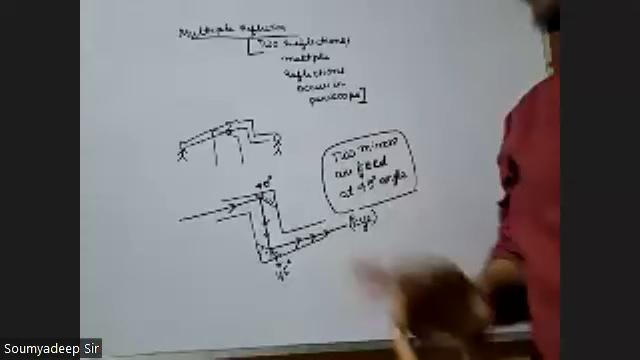 Multiple Reflection
[Two reflections/
multiple
reflections
occur in
periscope]
Two mirrors
are fixed
at 45° angle
45°
(Eye)
45°
Soumyadeep Sir